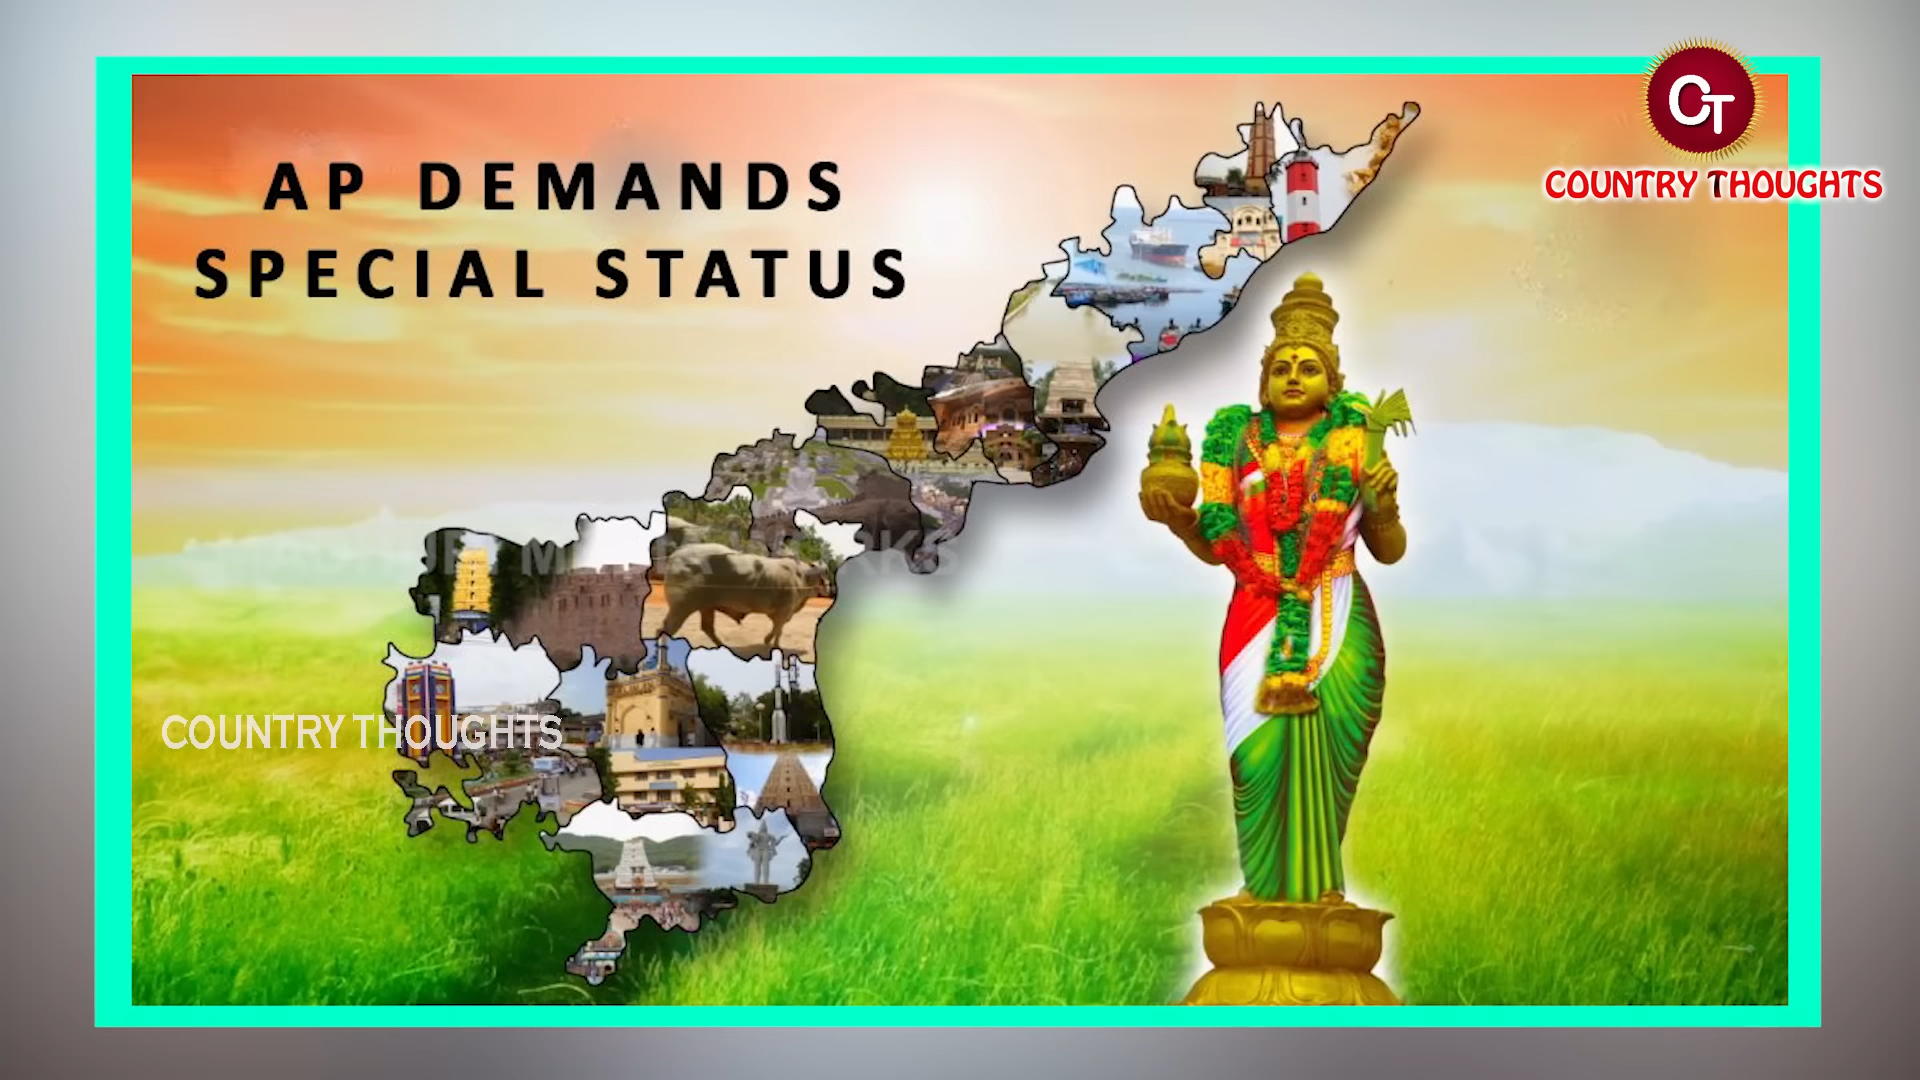 AP DEMANDS
SPECIAL STATUS
CT
COUNTRY THOUGHTS
COUNTRY THOUGHTS